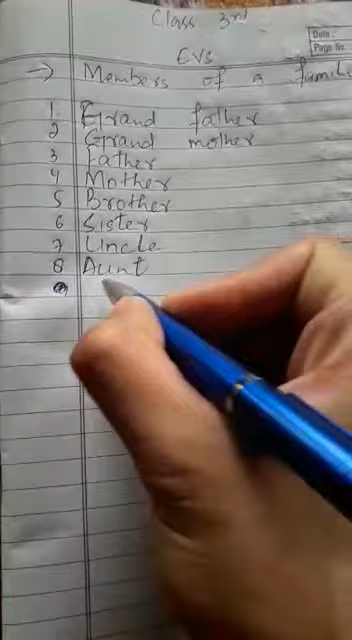 Class 3rd
Date :
Page No.
EVS
→ Members of a family
1. Grand father
2 Grand mother
3 Father
4 Mother
5 Brother
6 Sister
7 Uncle
8 Aunt